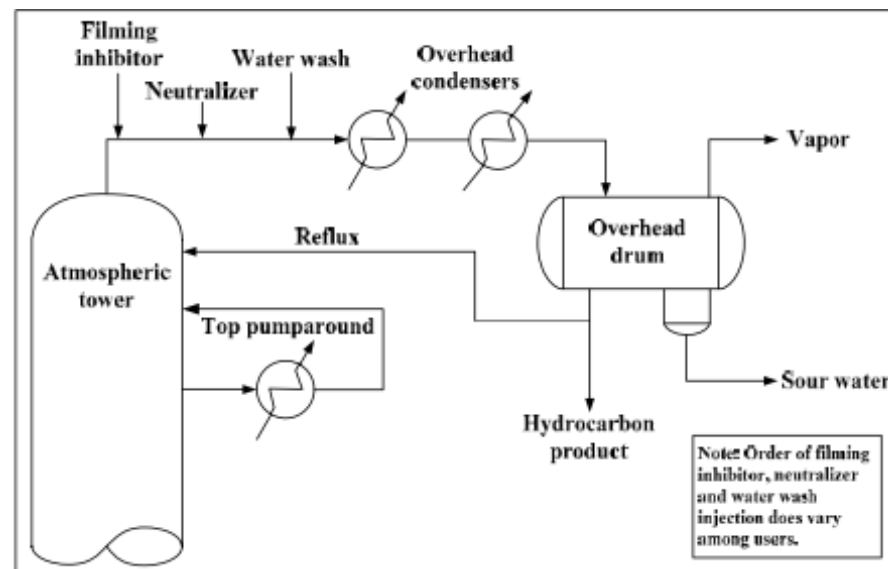 Filming
inhibitor
Neutralizer
Water wash
Overhead
condensers
Vapor
Overhead
drum
Reflux
Atmospheric
tower
Top pumparound
Sour water
Hydrocarbon
product
Note: Order of filming
inhibitor, neutralizer
and water wash
injection does vary
among users.